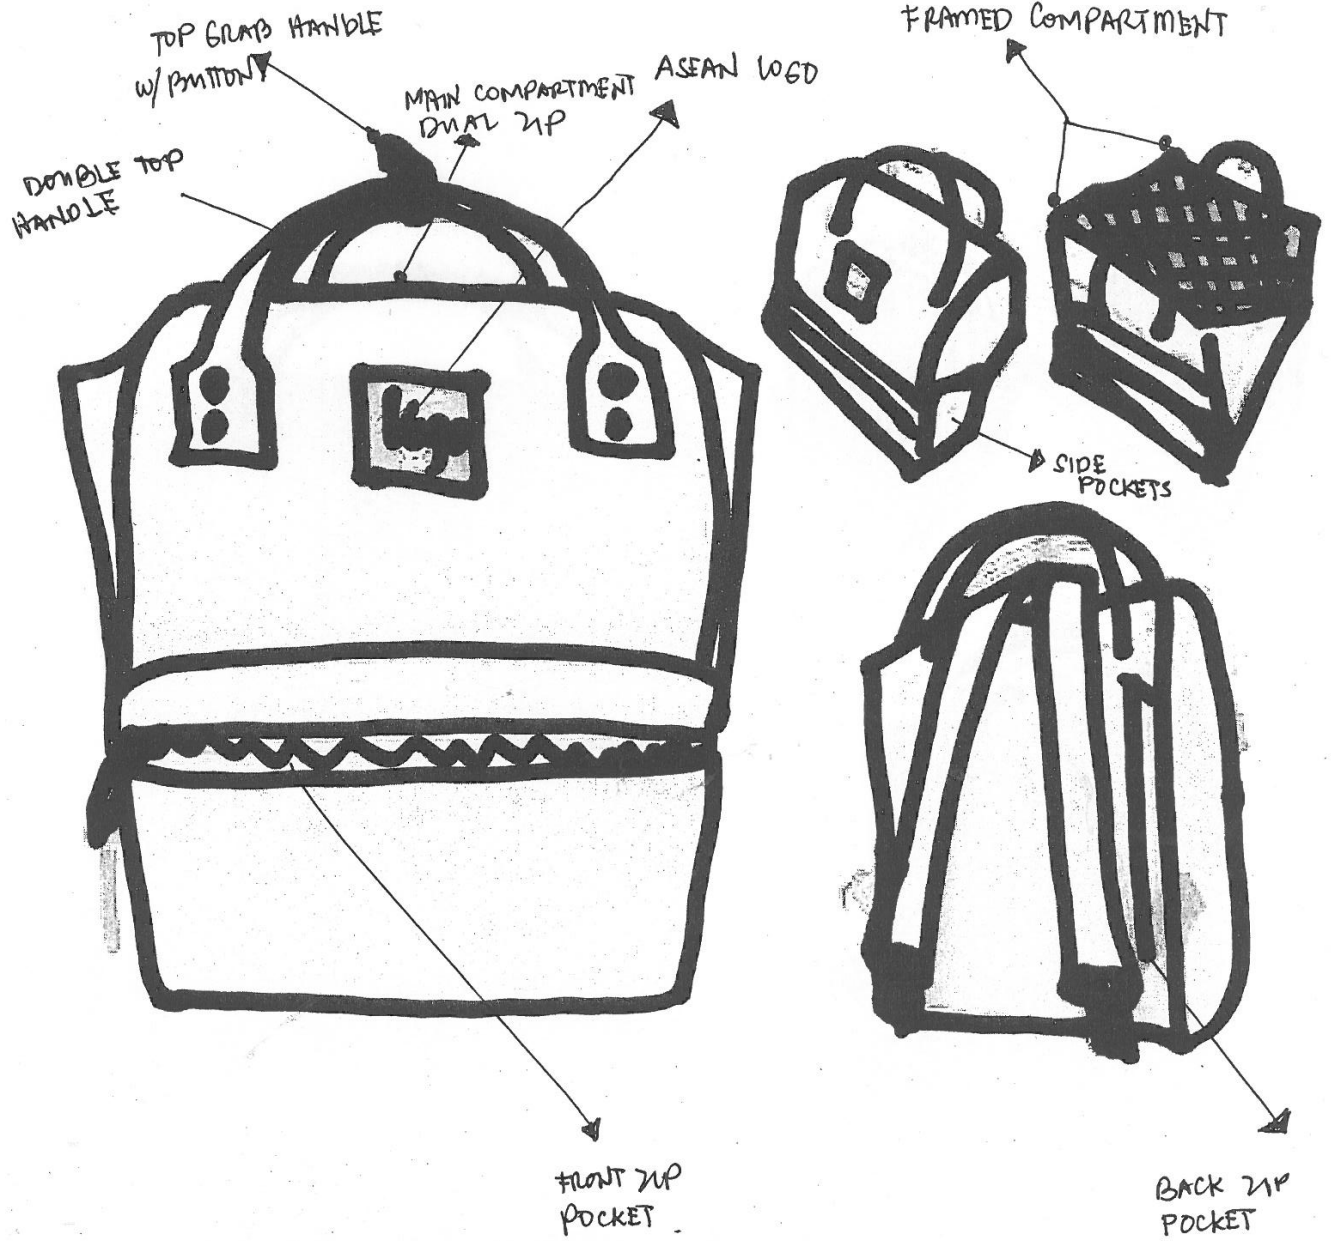 TOP GRAB HANDLE
W/ BUTTON
MAIN COMPARTMENT
DUAL ZIP
ASEAN LOGO
DOUBLE TOP
HANDLE
logo
FRAMED COMPARTMENT
SIDE
POCKETS
FRONT ZIP
POCKET.
BACK ZIP
POCKET